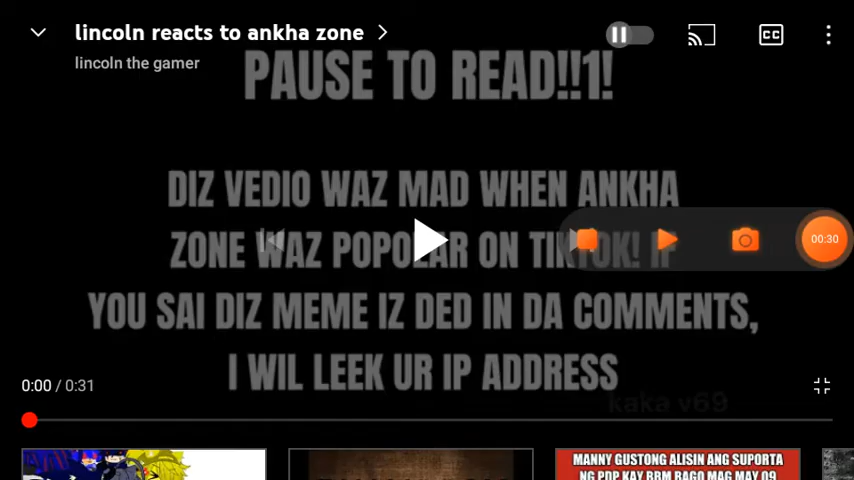 lincoln reacts to ankha zone
lincoln the gamer
CC
PAUSE TO READ!!1!
DIZ VEDIO WAZ MAD WHEN ANKHA
ZONE WAZ POPOLAR ON TIKTOK! IF
YOU SAI DIZ MEME IZ DED IN DA COMMENTS,
I WIL LEEK UR IP ADDRESS
00:30
0:00 / 0:31
kaka v69
MANNY GUSTONG ALISIN ANG SUPORTA
NG PDP KAY BBM BAGO MAG MAY 09